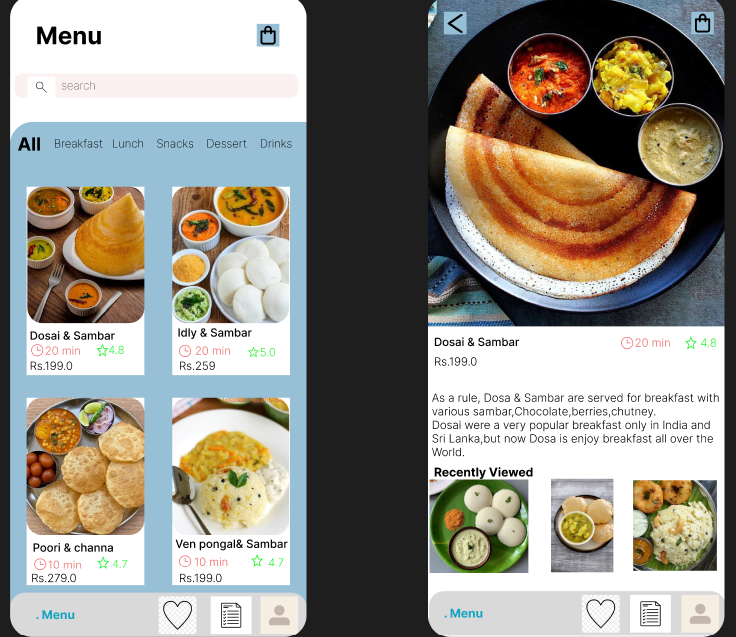 Menu
search
All Breakfast Lunch Snacks Dessert Drinks
Dosai & Sambar
20 min 4.8
Rs.199.0
Idly & Sambar
20 min 5.0
Rs.259
Poori & channa
10 min 4.7
Rs.279.0
Ven pongal& Sambar
10 min 4.7
Rs.199.0
. Menu
Dosai & Sambar
20 min 4.8
Rs.199.0
As a rule, Dosa & Sambar are served for breakfast with
various sambar,Chocolate,berries,chutney.
Dosai were a very popular breakfast only in India and
Sri Lanka,but now Dosa is enjoy breakfast all over the
World.
Recently Viewed
. Menu